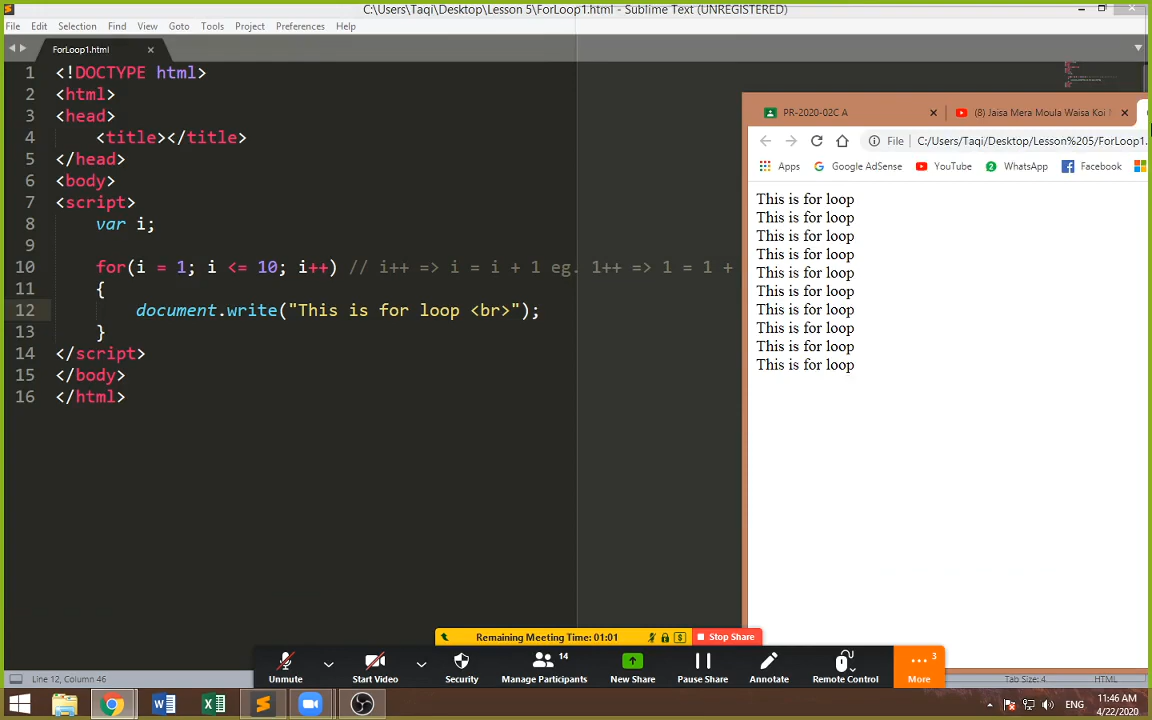 C:\Users\Taqi\Desktop\Lesson 5\ForLoop1.html - Sublime Text (UNREGISTERED)
File Edit Selection Find View Goto Tools Project Preferences Help
ForLoop1.html
1 <!DOCTYPE html>
2 <html>
3 <head>
4 <title></title>
5 </head>
6 <body>
7 <script>
8 var i;
9
10 for(i = 1; i <= 10; i++) // i++ => i = i + 1 eg. 1++ => 1 = 1 +
11 {
12 document.write("This is for loop <br>");
13 }
14 </script>
15 </body>
16 </html>
PR-2020-02C A
(8) Jaisa Mera Moula Waisa Koi
File C:/Users/Taqi/Desktop/Lesson%205/ForLoop1.
Apps Google AdSense YouTube 2 WhatsApp Facebook
This is for loop
This is for loop
This is for loop
This is for loop
This is for loop
This is for loop
This is for loop
This is for loop
This is for loop
This is for loop
Remaining Meeting Time: 01:01 Stop Share
14 3
Unmute Start Video Security Manage Participants New Share Pause Share Annotate Remote Control More
Line 12, Column 46
Tab Size: 4 HTML
ENG 11:46 AM
4/22/2020